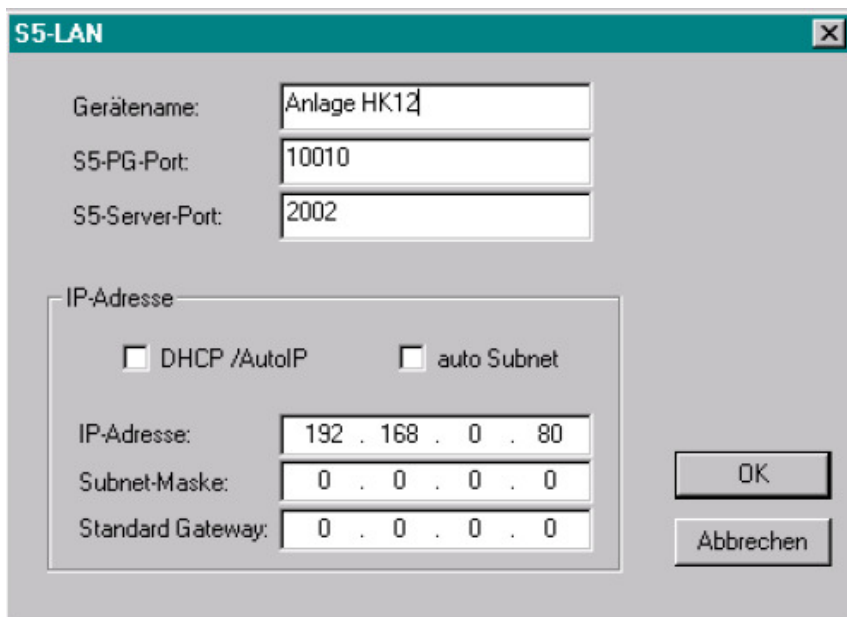 S5-LAN
Gerätename: Anlage HK12
S5-PG-Port: 10010
S5-Server-Port: 2002
IP-Adresse
DHCP /AutoIP auto Subnet
IP-Adresse: 192 . 168 . 0 . 80
Subnet-Maske: 0 . 0 . 0 . 0
OK
Standard Gateway: 0 . 0 . 0 . 0
Abbrechen